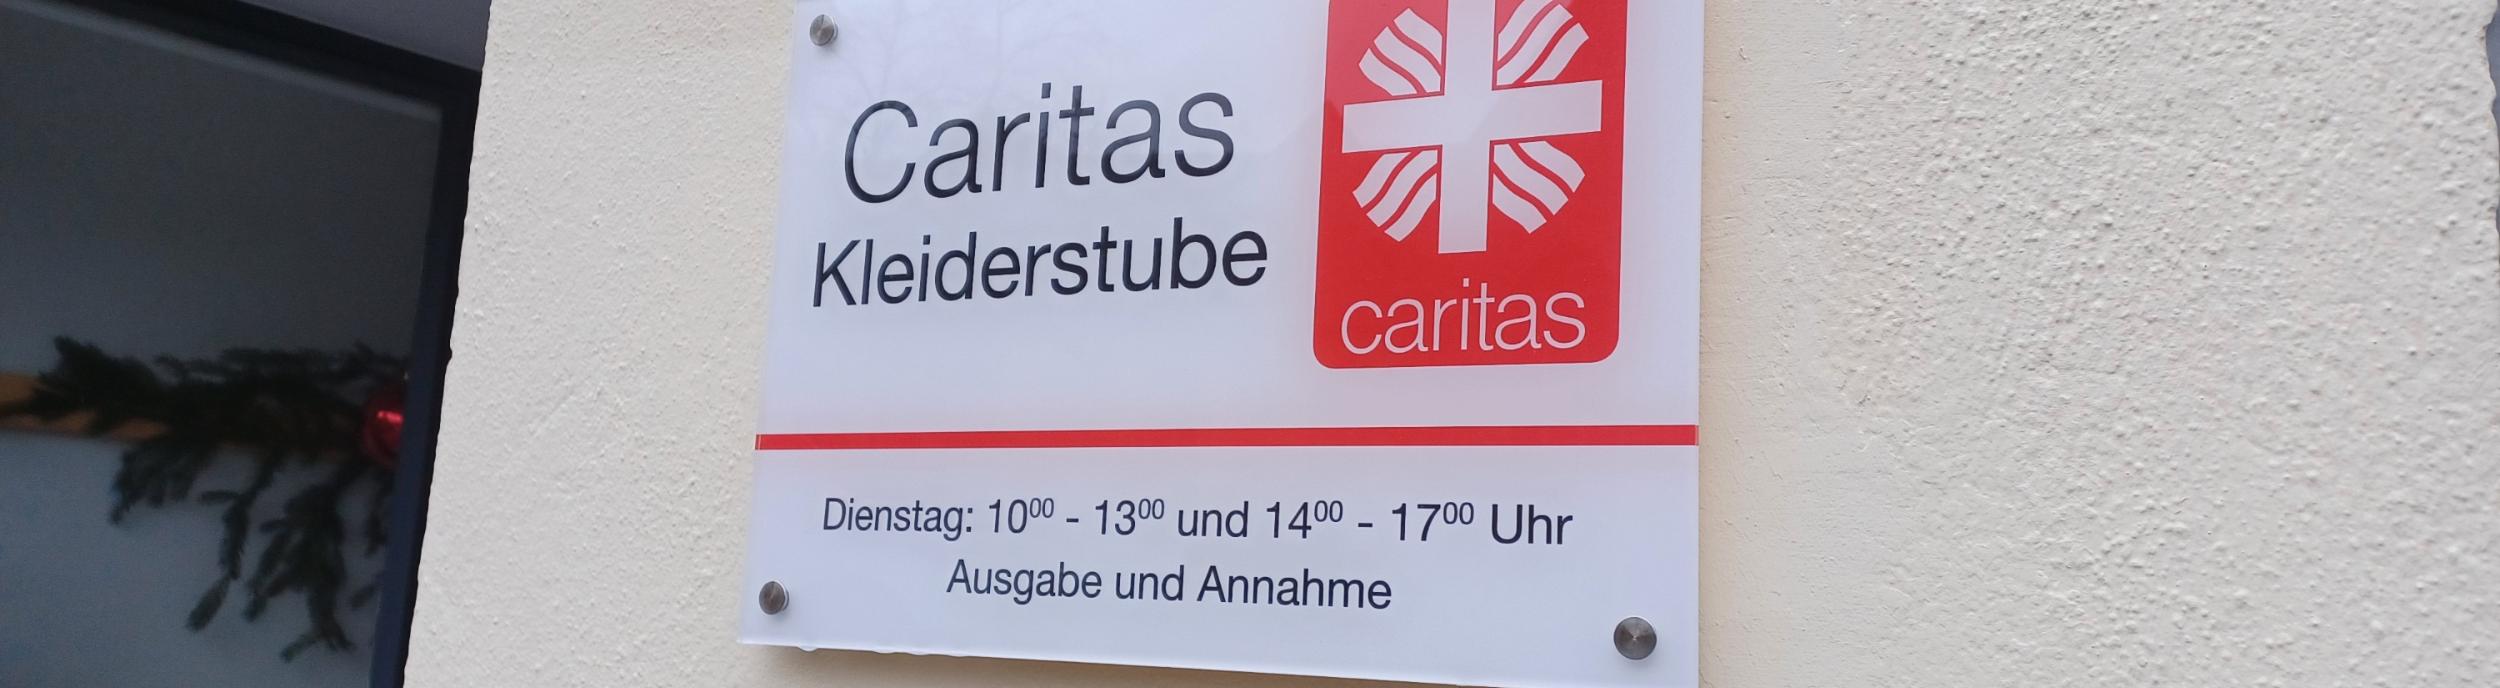 Caritas
Kleiderstube
caritas
Dienstag: 10⁰⁰ - 13⁰⁰ und 14⁰⁰ - 17⁰⁰ Uhr
Ausgabe und Annahme